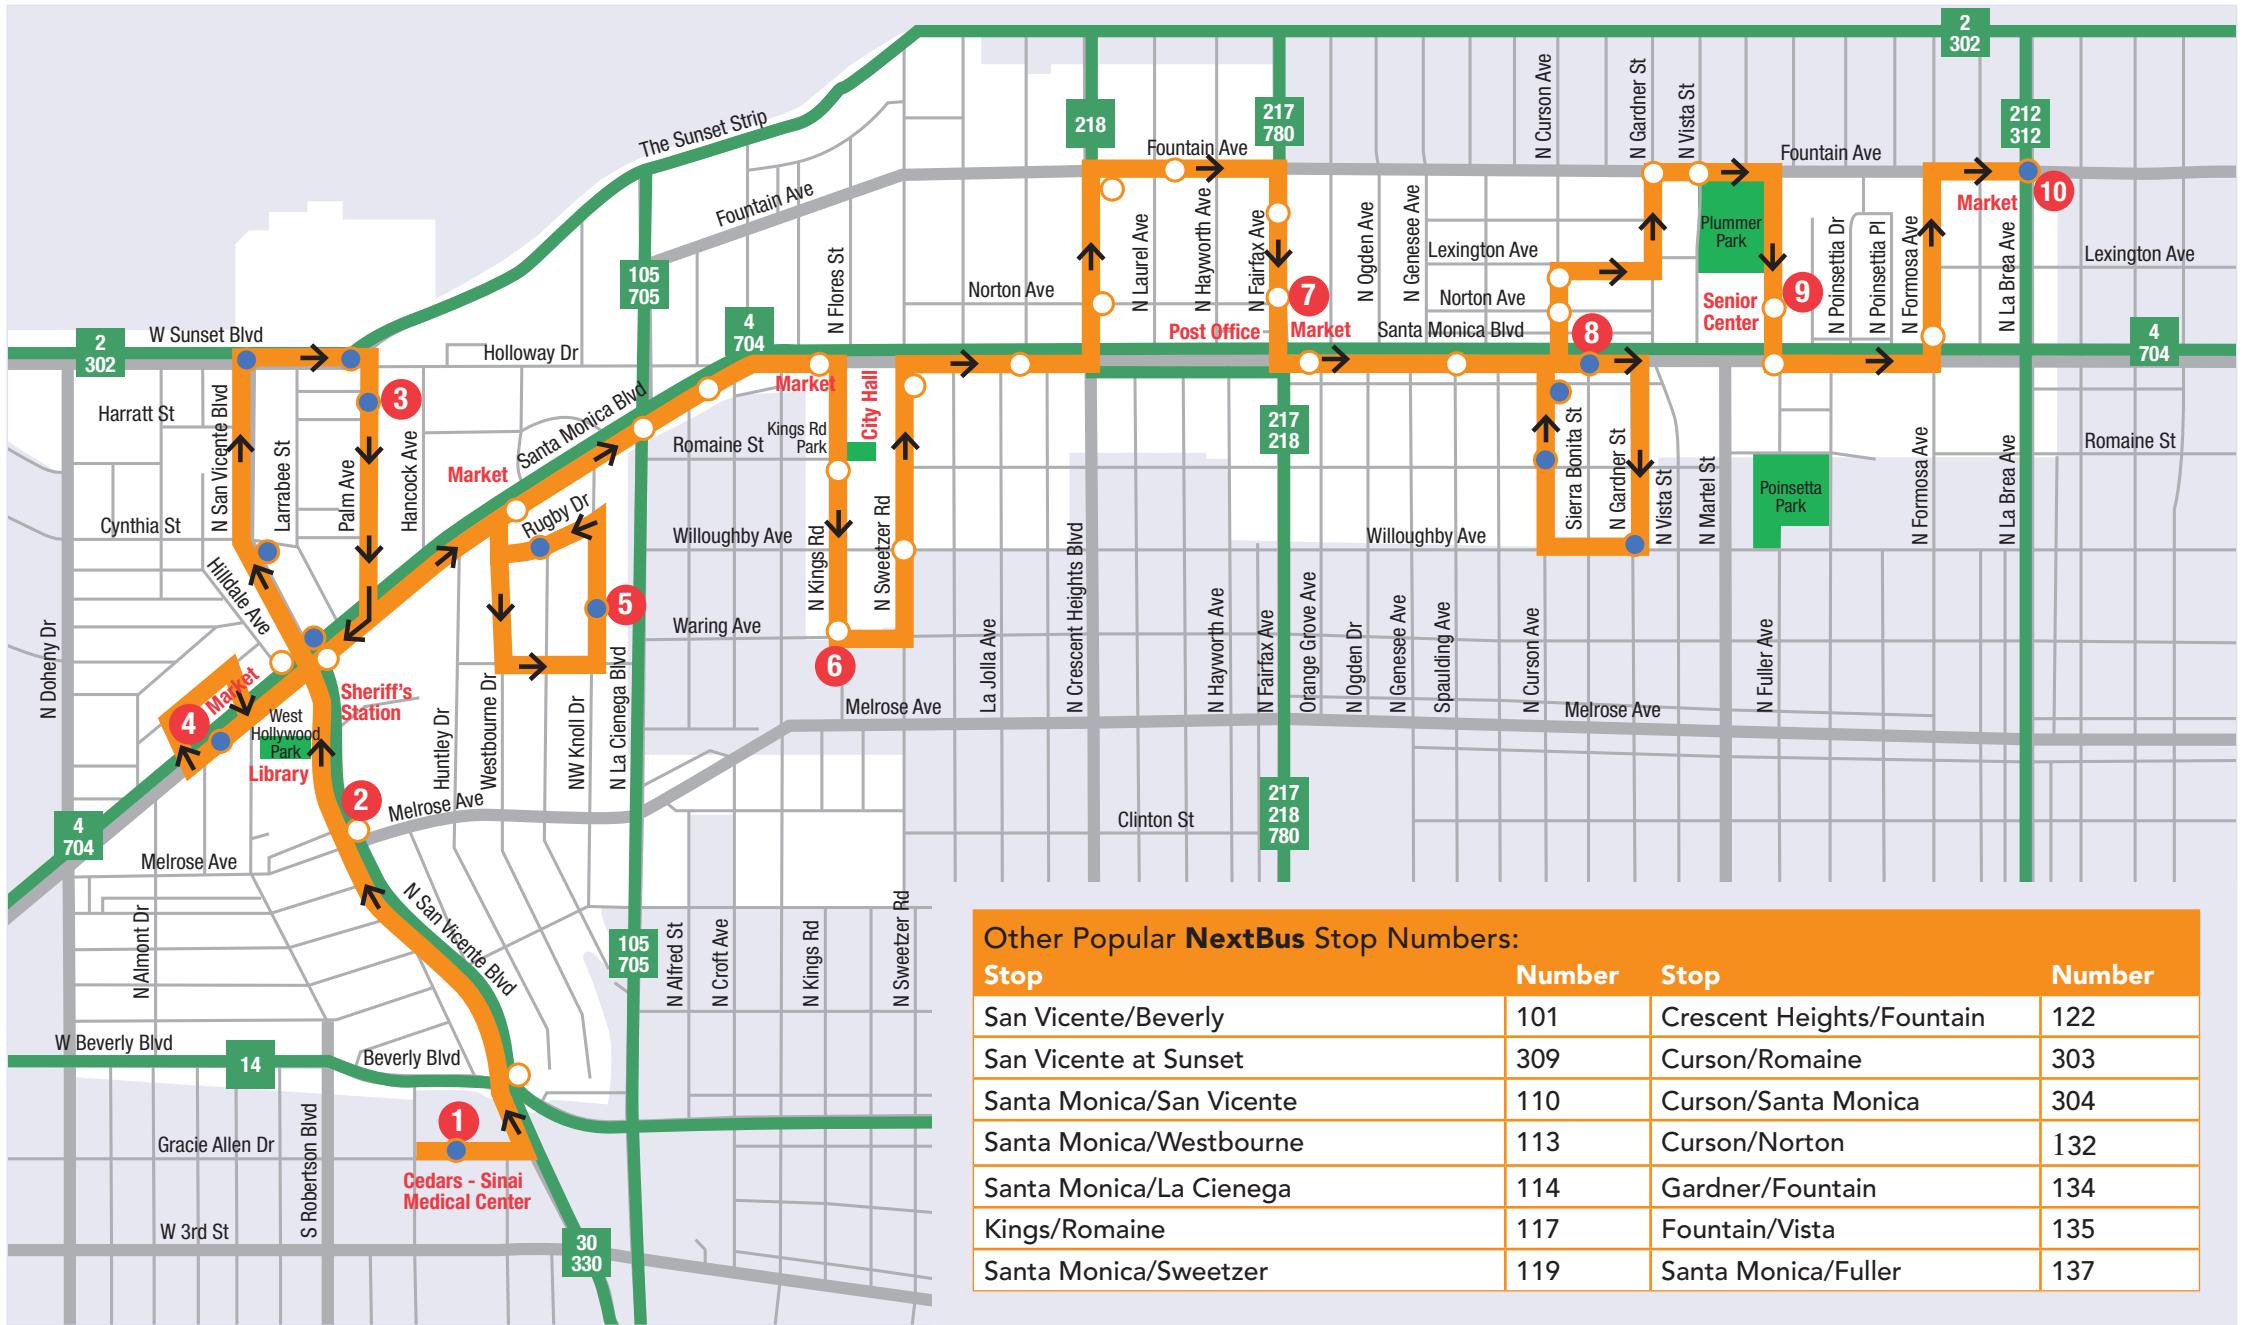 2
302
The Sunset Strip
218
217
780
N Curson Ave
N Gardner St
N Vista St
212
312
Fountain Ave
Fountain Ave
Fountain Ave
Market
10
Plummer
Park
N Laurel Ave
N Hayworth Ave
N Fairfax Ave
N Ogden Ave
N Genesee Ave
Lexington Ave
Lexington Ave
N Poinsettia Dr
N Poinsettia Pl
N Formosa Ave
N La Brea Ave
105
705
N Flores St
Norton Ave
Norton Ave
7
Senior
Center
9
Post Office
Market
Santa Monica Blvd
8
4
704
4
704
W Sunset Blvd
2
302
Holloway Dr
Market
City Hall
3
Harratt St
N San Vicente Blvd
Larrabee St
Palm Ave
Hancock Ave
Santa Monica Blvd
Romaine St
Kings Rd
Park
217
218
Sierra Bonita St
N Gardner St
N Vista St
N Martel St
Romaine St
Poinsetta
Park
N Formosa Ave
N La Brea Ave
Market
Rugby Dr
Cynthia St
Willoughby Ave
Willoughby Ave
N Kings Rd
N Sweetzer Rd
N Crescent Heights Blvd
Hilldale Ave
5
Waring Ave
6
N Doheny Dr
Market
4
Sheriff's
Station
West
Hollywood
Park
Library
Huntley Dr
Westbourne Dr
NW Knoll Dr
N La Cienega Blvd
Melrose Ave
La Jolla Ave
N Hayworth Ave
N Fairfax Ave
Orange Grove Ave
N Ogden Dr
N Genesee Ave
Spaulding Ave
N Curson Ave
Melrose Ave
N Fuller Ave
2
Melrose Ave
4
704
Melrose Ave
217
218
780
Clinton St
N Almont Dr
N San Vicente Blvd
105
705
N Alfred St
N Croft Ave
N Kings Rd
N Sweetzer Rd
W Beverly Blvd
14
Beverly Blvd
1
Gracie Allen Dr
S Robertson Blvd
Cedars - Sinai
Medical Center
W 3rd St
30
330
Other Popular NextBus Stop Numbers:
Stop Number Stop Number
San Vicente/Beverly 101 Crescent Heights/Fountain 122
San Vicente at Sunset 309 Curson/Romaine 303
Santa Monica/San Vicente 110 Curson/Santa Monica 304
Santa Monica/Westbourne 113 Curson/Norton 132
Santa Monica/La Cienega 114 Gardner/Fountain 134
Kings/Romaine 117 Fountain/Vista 135
Santa Monica/Sweetzer 119 Santa Monica/Fuller 137